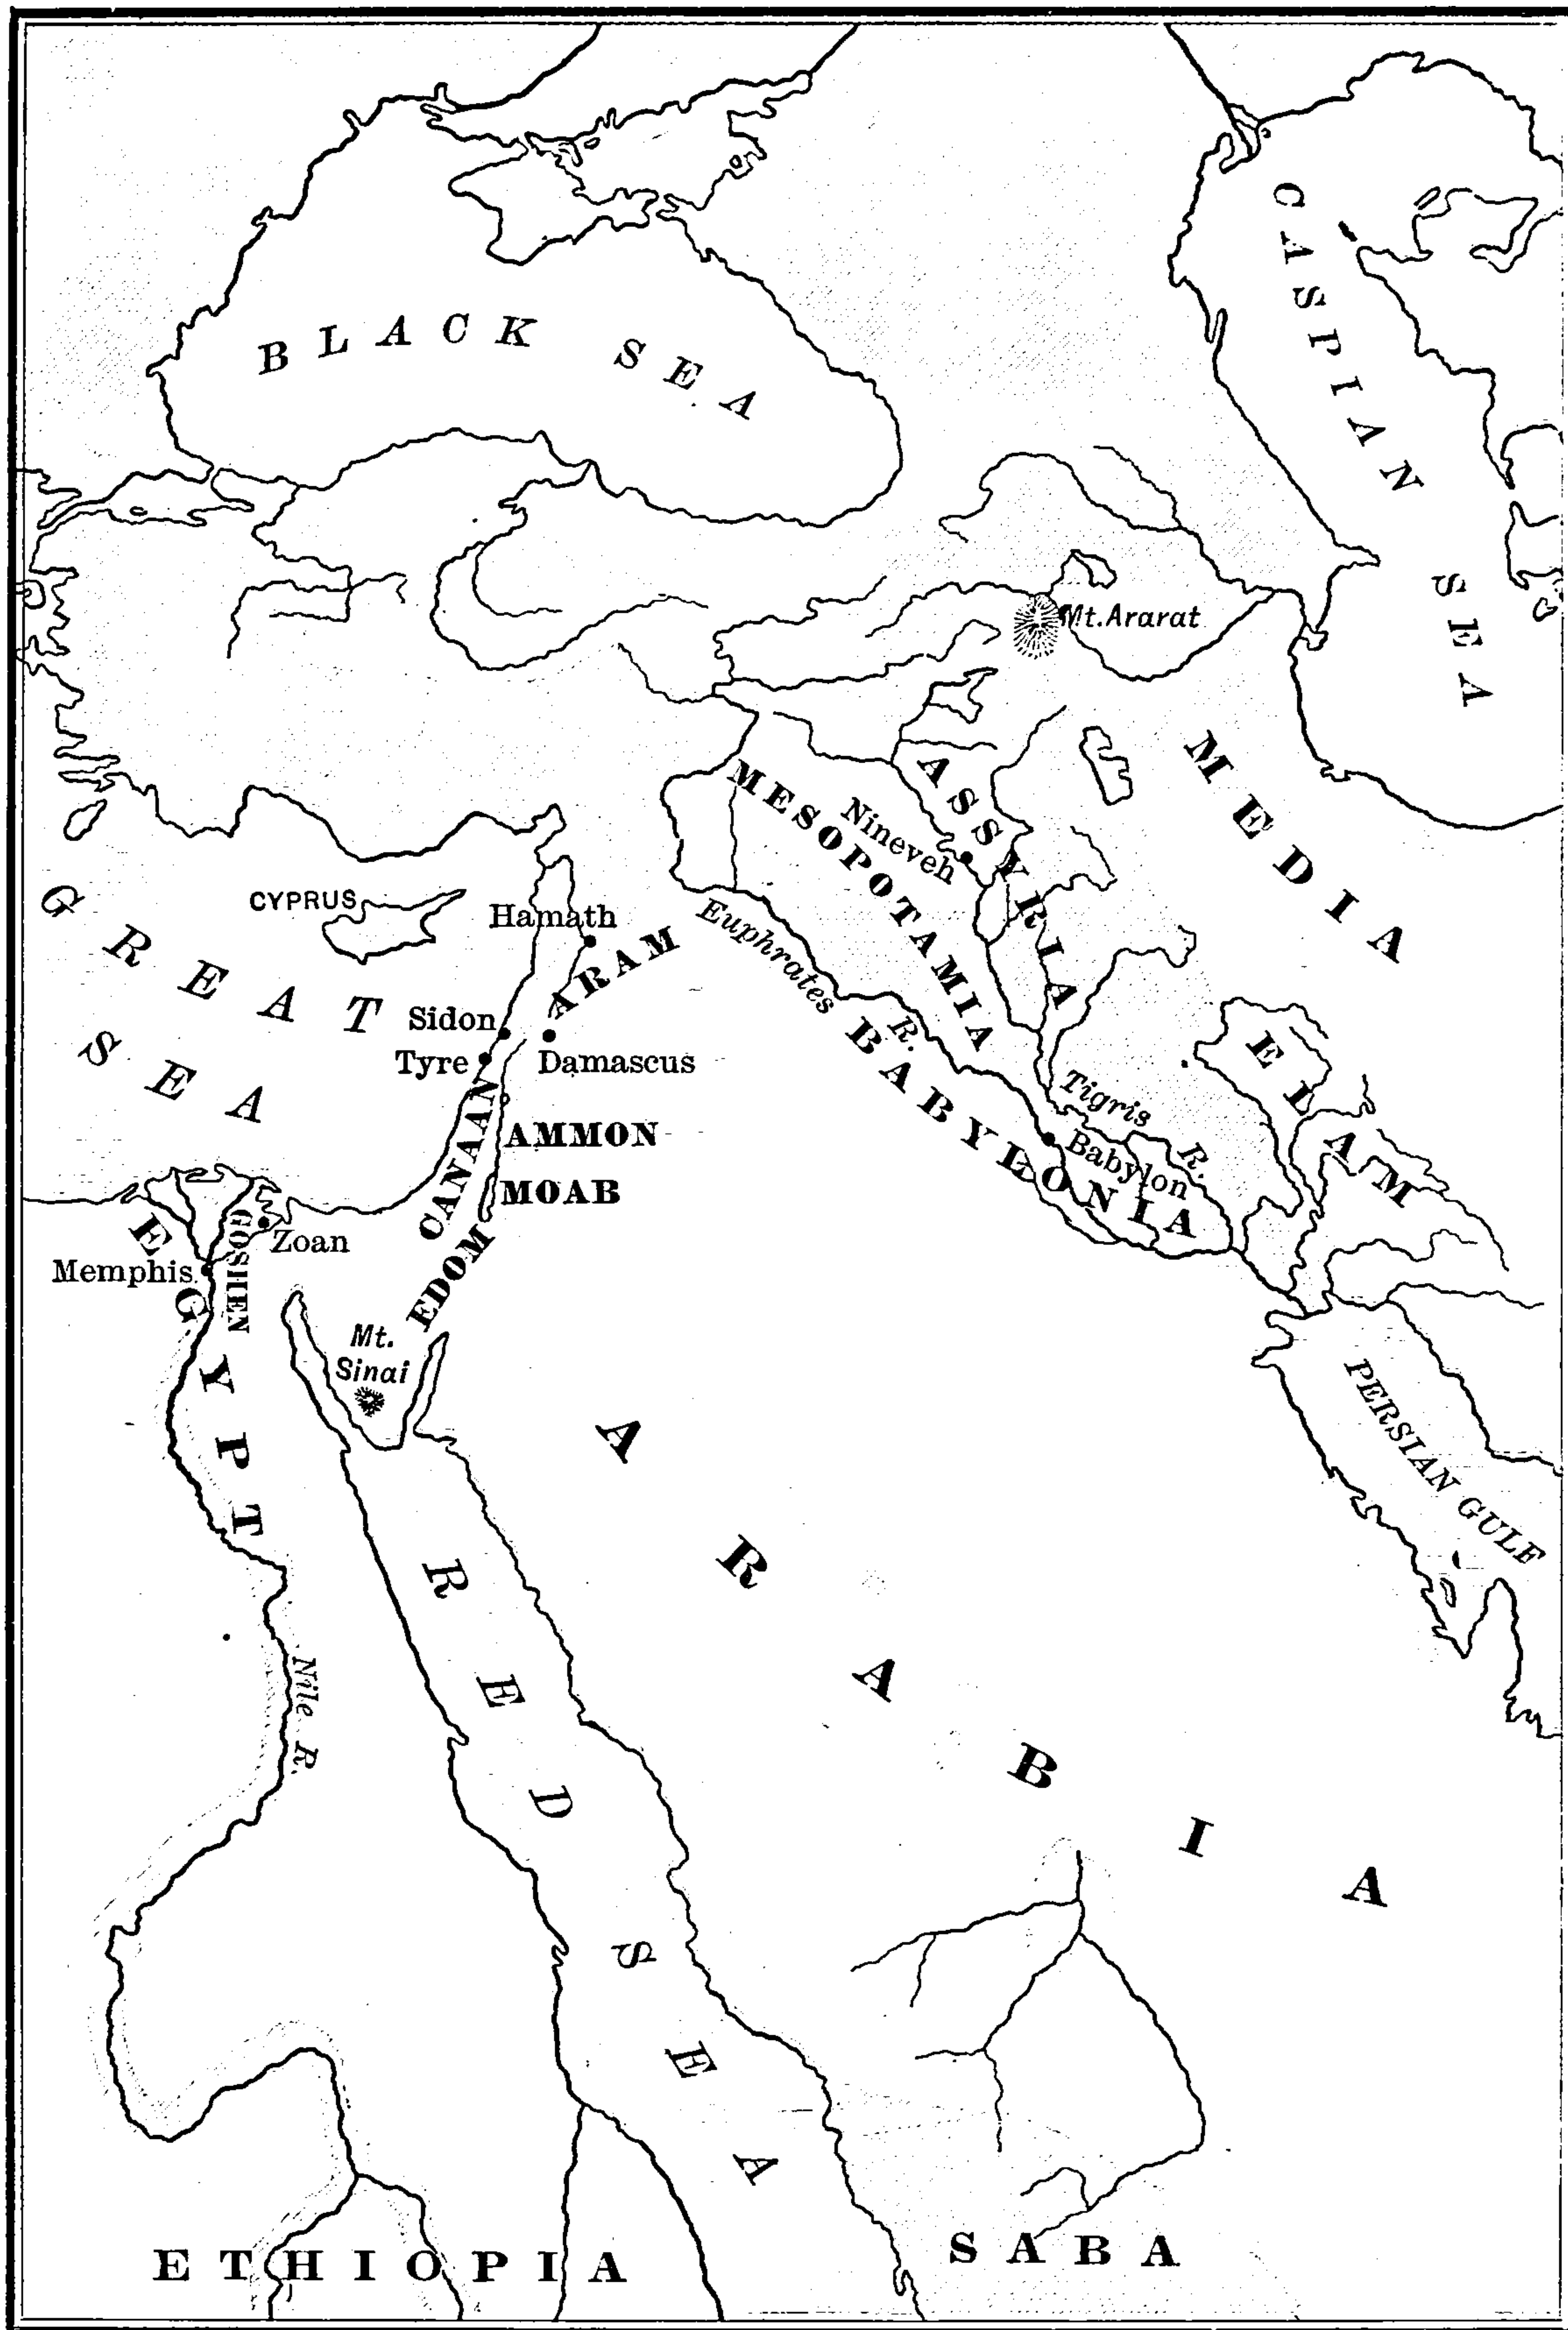 BLACK SEA
CASPIAN SEA
Mt. Ararat
MEDIA
ASSYRIA
MESOPOTAMIA
Nineveh
CYPRUS
Hamath
GREAT
SEA
ARAM
Euphrates R.
Sidon
Tyre
Damascus
BABYLONIA
ELAM
Tigris R.
Babylon
CANAAN
AMMON
MOAB
EDOM
EGYPT
GOSHEN
Zoan
Memphis
Mt.
Sinai
PERSIAN GULF
ARABIA
RED SEA
Nile R.
ETHIOPIA
SABA